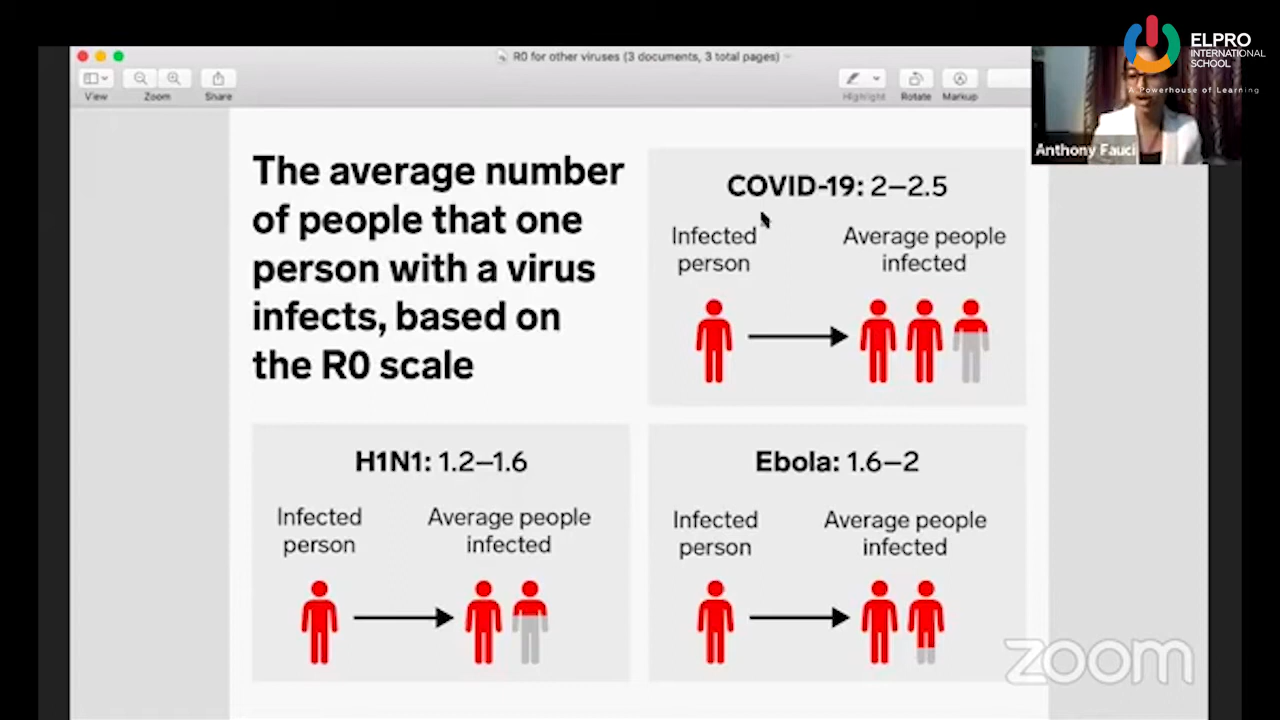 ELPRO
INTERNATIONAL
SCHOOL
A Powerhouse of Learning
R0 for other viruses (3 documents, 3 total pages)
View
Zoom
Share
Highlight
Rotate
Markup
Anthony Fauci
The average number
of people that one
person with a virus
infects, based on
the R0 scale
COVID-19: 2–2.5
Infected
person
Average people
infected
H1N1: 1.2–1.6
Infected
person
Average people
infected
Ebola: 1.6–2
Infected
person
Average people
infected
zoom